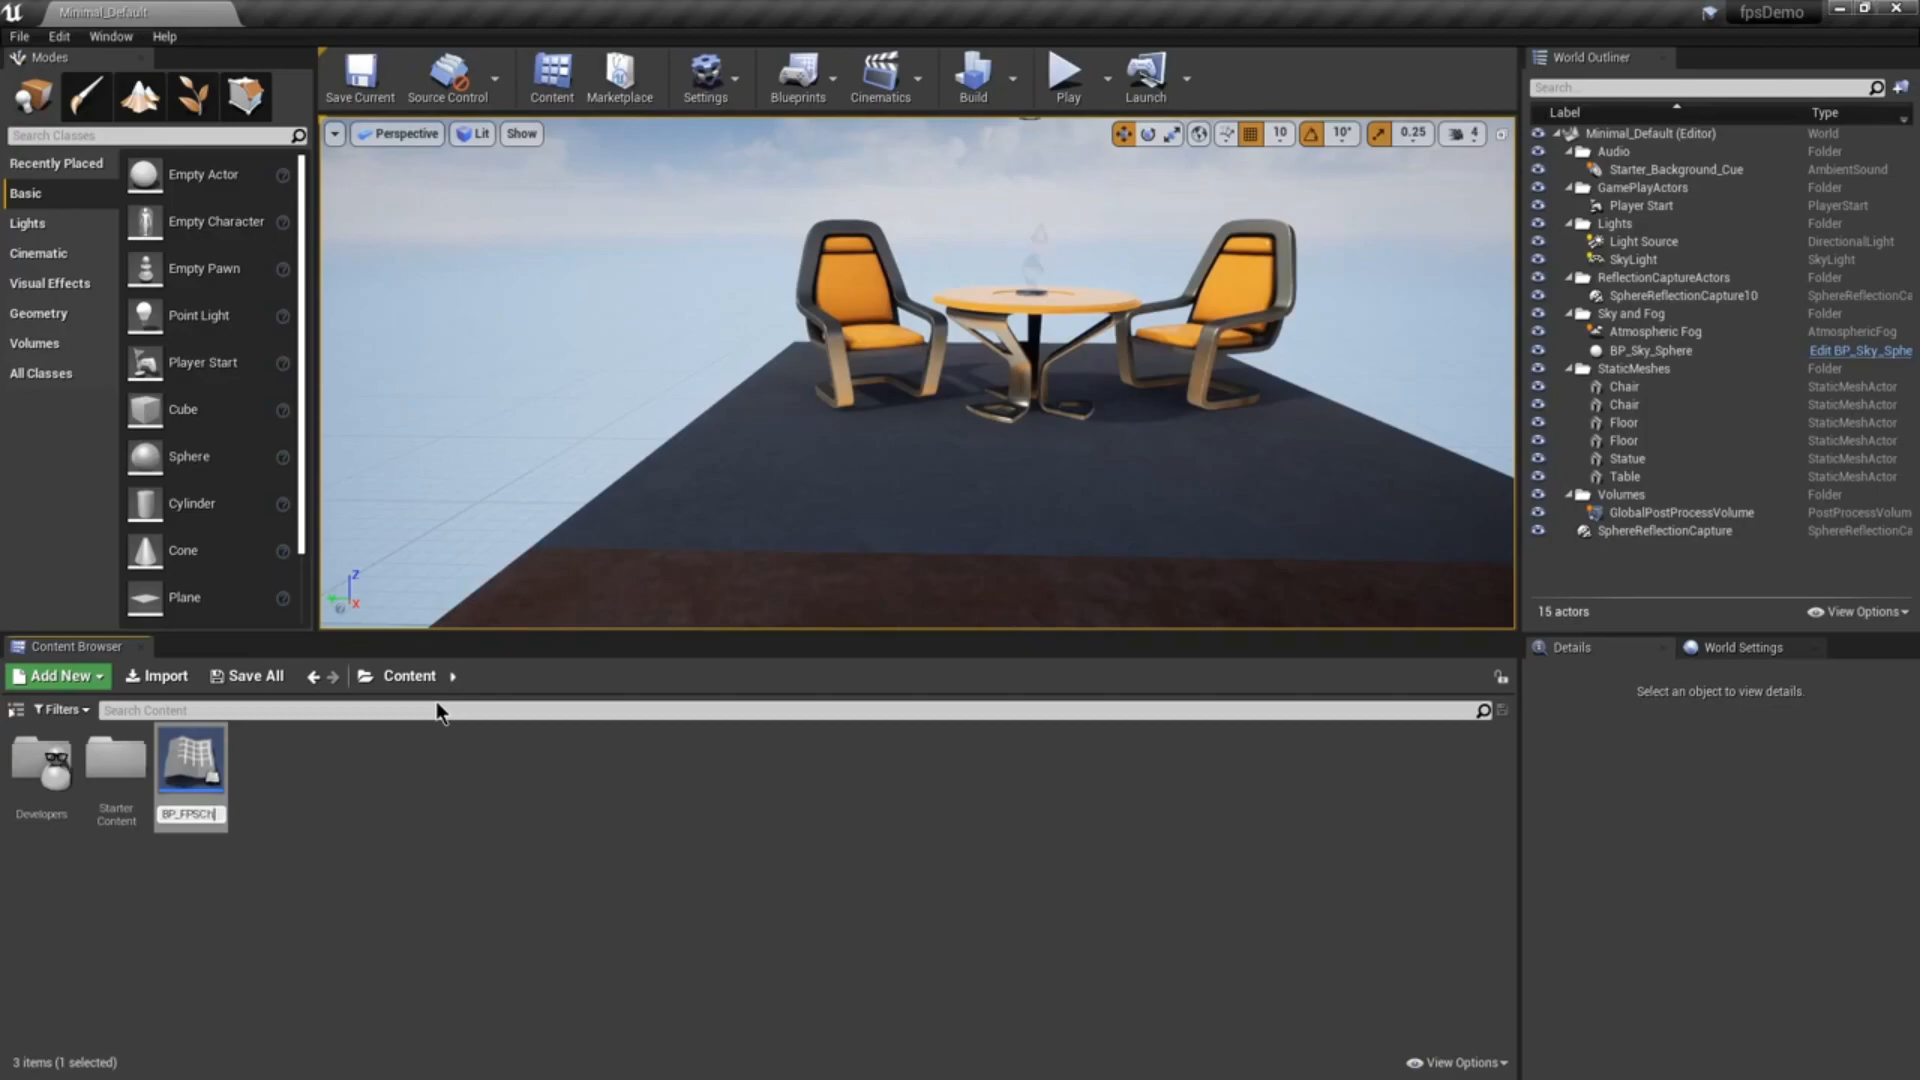 Minimal_Default
fpsDemo
File Edit Window Help
Modes
Search Classes
Recently Placed
Basic
Lights
Cinematic
Visual Effects
Geometry
Volumes
All Classes
Empty Actor
Empty Character
Empty Pawn
Point Light
Player Start
Cube
Sphere
Cylinder
Cone
Plane
Save Current Source Control Content Marketplace Settings Blueprints Cinematics Build Play Launch
Perspective Lit Show 10 10° 0.25 4
Z
X
World Outliner
Search...
Label Type
Minimal_Default (Editor) World
Audio Folder
Starter_Background_Cue AmbientSound
GamePlayActors Folder
Player Start PlayerStart
Lights Folder
Light Source DirectionalLight
SkyLight SkyLight
ReflectionCaptureActors Folder
SphereReflectionCapture10 SphereReflectionCa
Sky and Fog Folder
Atmospheric Fog AtmosphericFog
BP_Sky_Sphere Edit BP_Sky_Sphe
StaticMeshes Folder
Chair StaticMeshActor
Chair StaticMeshActor
Floor StaticMeshActor
Floor StaticMeshActor
Statue StaticMeshActor
Table StaticMeshActor
Volumes Folder
GlobalPostProcessVolume PostProcessVolum
SphereReflectionCapture SphereReflectionCa
15 actors View Options
Content Browser
Add New Import Save All Content
Filters Search Content
Developers
Starter
Content
BP_FPSCh
3 items (1 selected) View Options
Details World Settings
Select an object to view details.